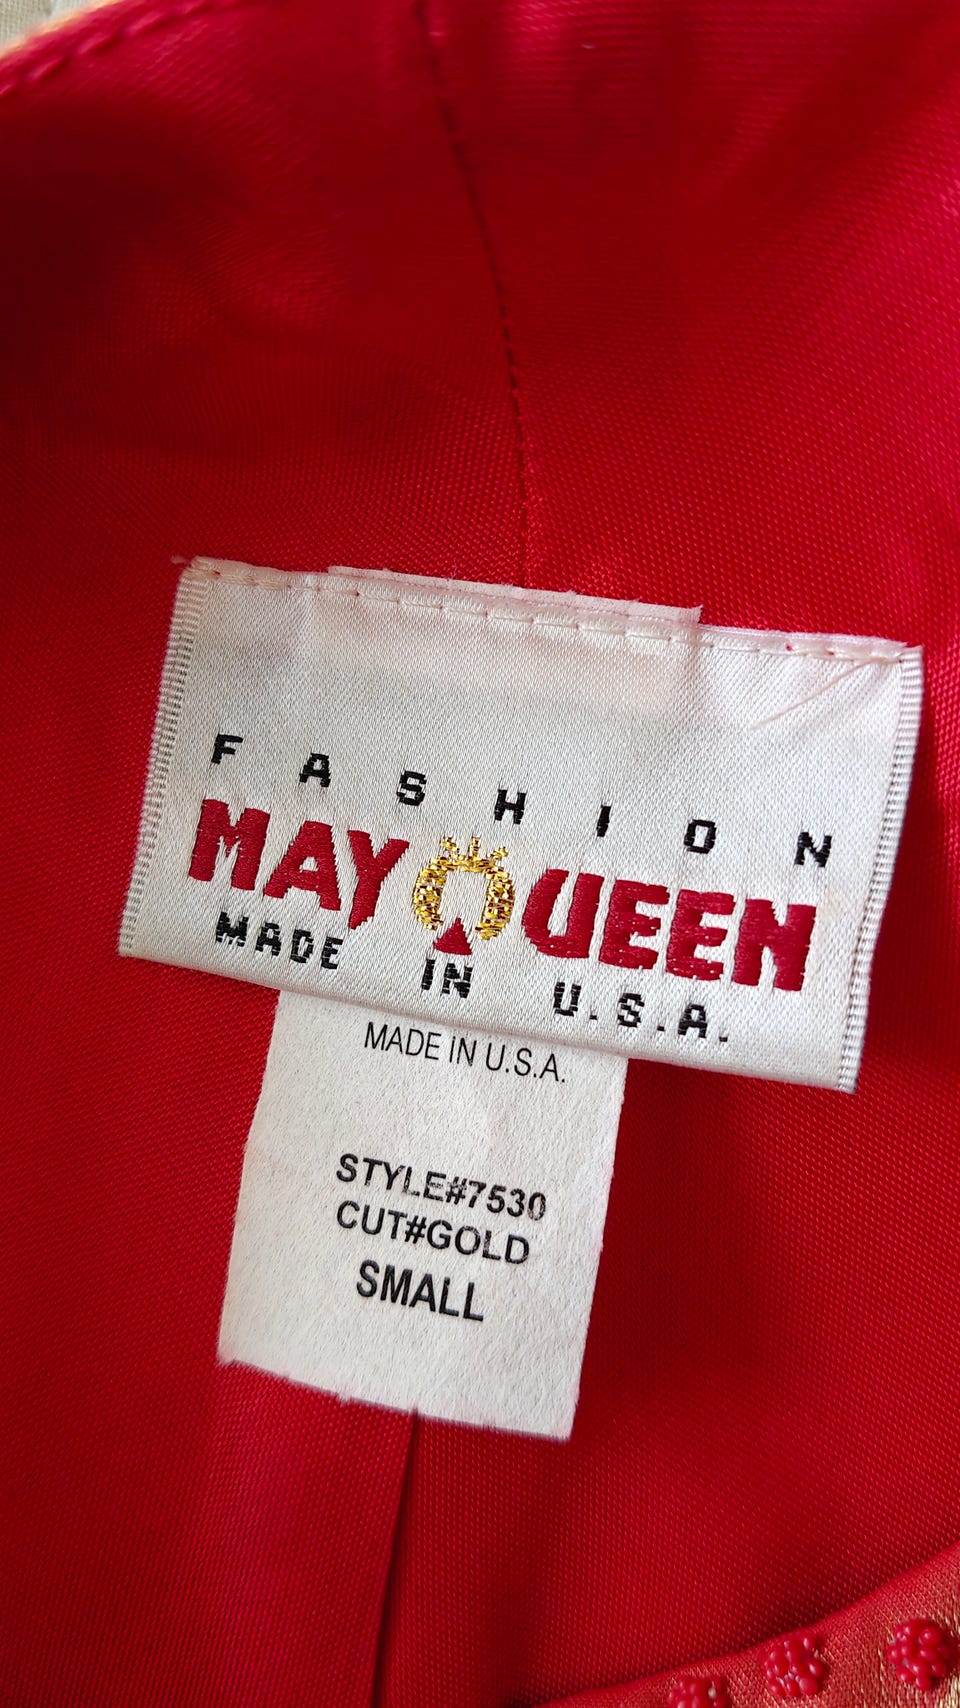 FASHION
MAY QUEEN
MADE IN U.S.A.
MADE IN U.S.A.
STYLE#7530
CUT#GOLD
SMALL